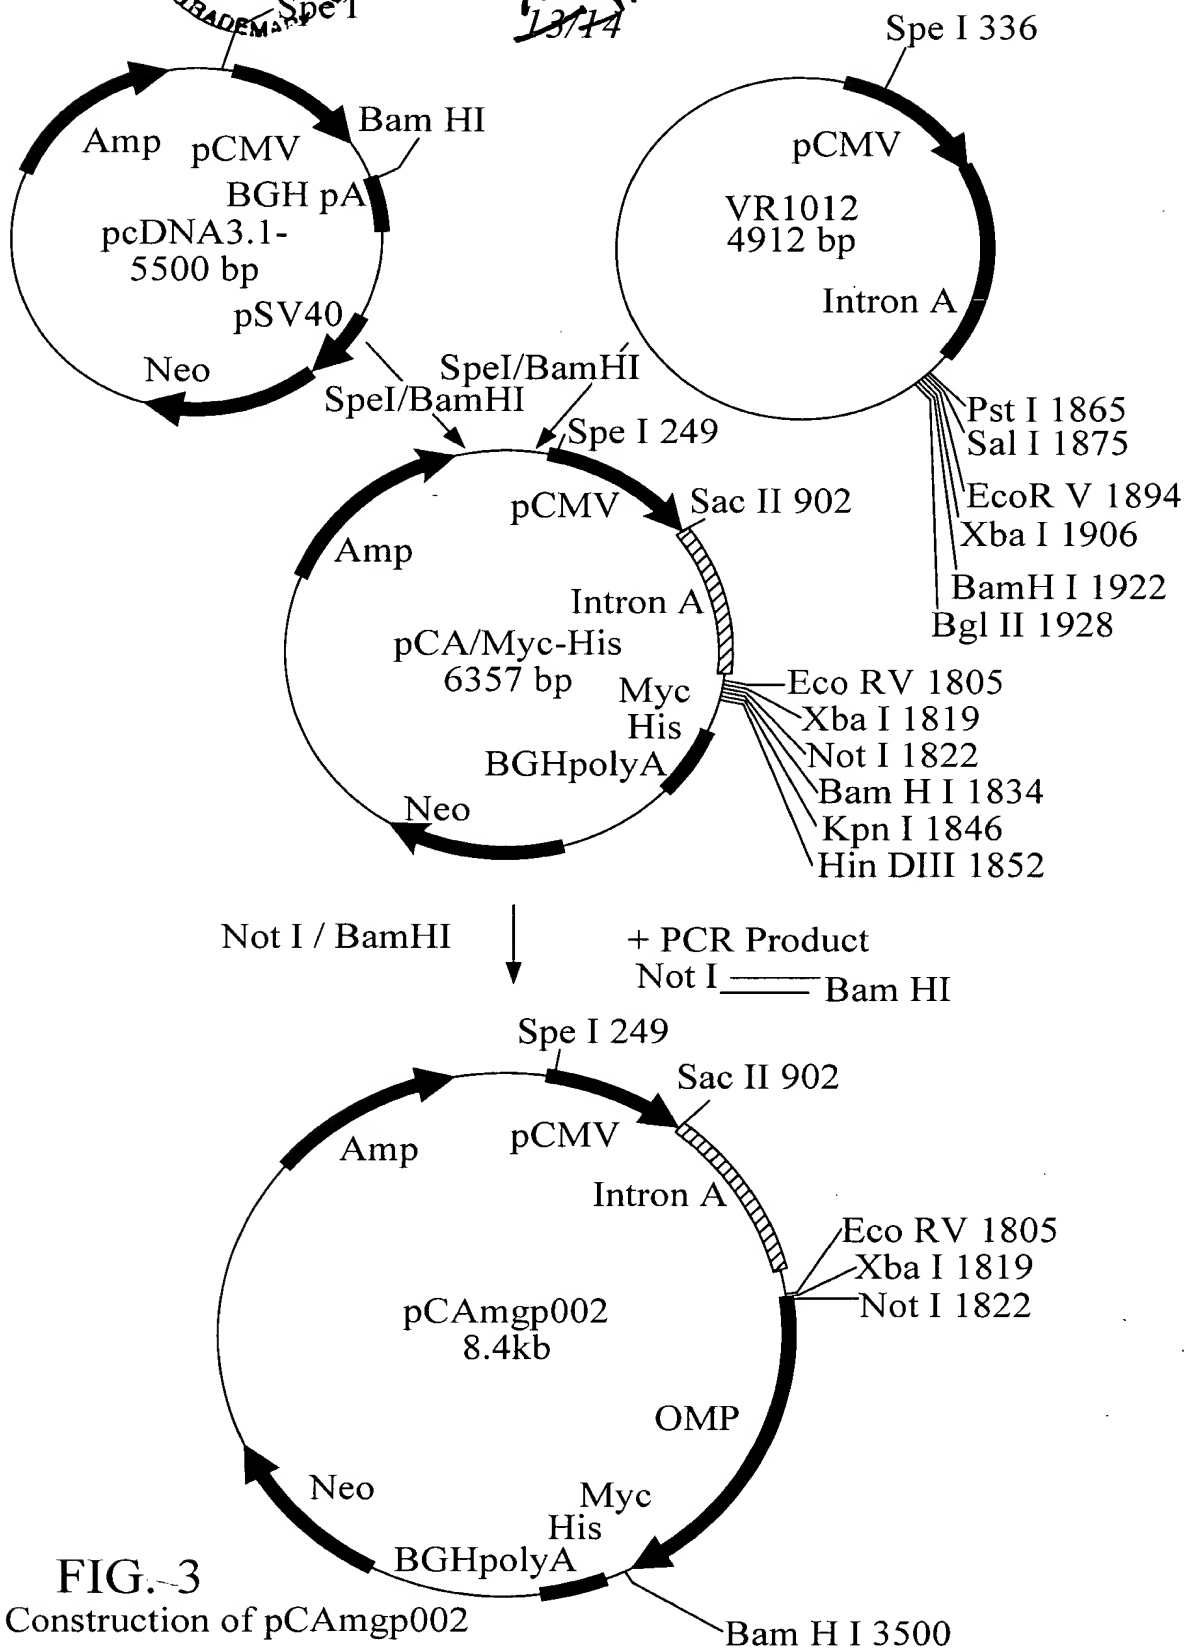 TRADEMA
Spe I
13/14
Spe I 336
Amp
pCMV
Bam HI
BGH pA
pcDNA3.1-
5500 bp
pSV40
Neo
pCMV
VR1012
4912 bp
Intron A
SpeI/BamHI
SpeI/BamHI
Pst I 1865
Sal I 1875
EcoR V 1894
Xba I 1906
BamH I 1922
Bgl II 1928
Spe I 249
pCMV
Sac II 902
Amp
Intron A
pCA/Myc-His
6357 bp
Myc
His
BGHpolyA
Neo
Eco RV 1805
Xba I 1819
Not I 1822
Bam H I 1834
Kpn I 1846
Hin DIII 1852
Not I / BamHI
+ PCR Product
Not I
Bam HI
Spe I 249
Sac II 902
Amp
pCMV
Intron A
Eco RV 1805
Xba I 1819
Not I 1822
pCAmgp002
8.4kb
OMP
Neo
Myc
His
BGHpolyA
FIG. 3
Construction of pCAmgp002
Bam H I 3500